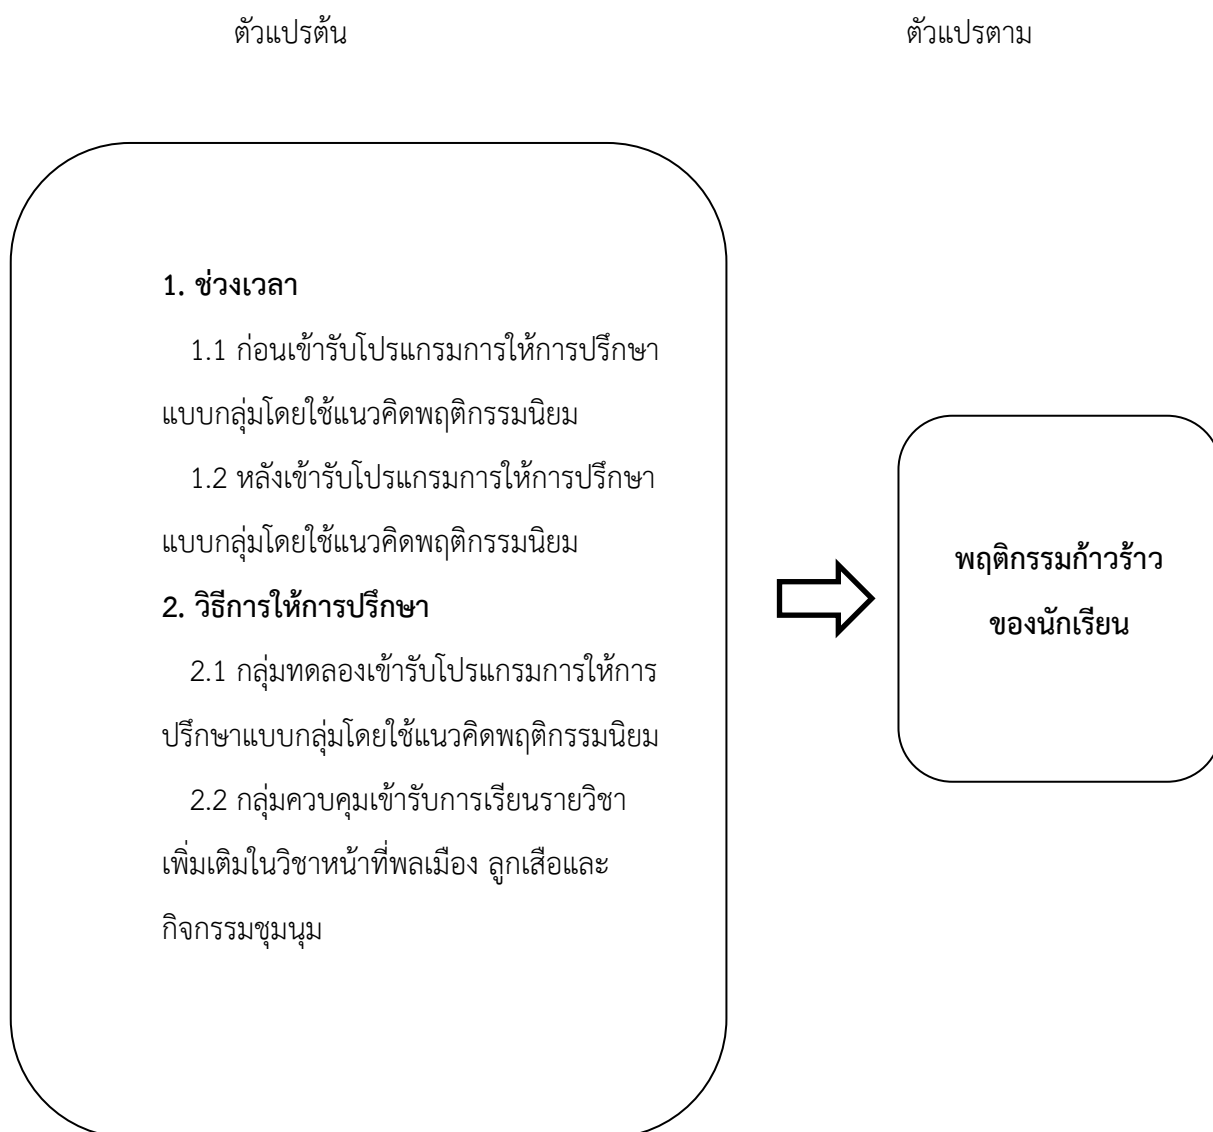 ตัวแปรต้น
ตัวแปรตาม
1. ช่วงเวลา
1.1 ก่อนเข้ารับโปรแกรมการให้การปรึกษา
แบบกลุ่มโดยใช้แนวคิดพฤติกรรมนิยม
1.2 หลังเข้ารับโปรแกรมการให้การปรึกษา
แบบกลุ่มโดยใช้แนวคิดพฤติกรรมนิยม
2. วิธีการให้การปรึกษา
2.1 กลุ่มทดลองเข้ารับโปรแกรมการให้การ
ปรึกษาแบบกลุ่มโดยใช้แนวคิดพฤติกรรมนิยม
2.2 กลุ่มควบคุมเข้ารับการเรียนรายวิชา
เพิ่มเติมในวิชาหน้าที่พลเมือง ลูกเสือและ
กิจกรรมชุมนุม
พฤติกรรมก้าวร้าว
ของนักเรียน